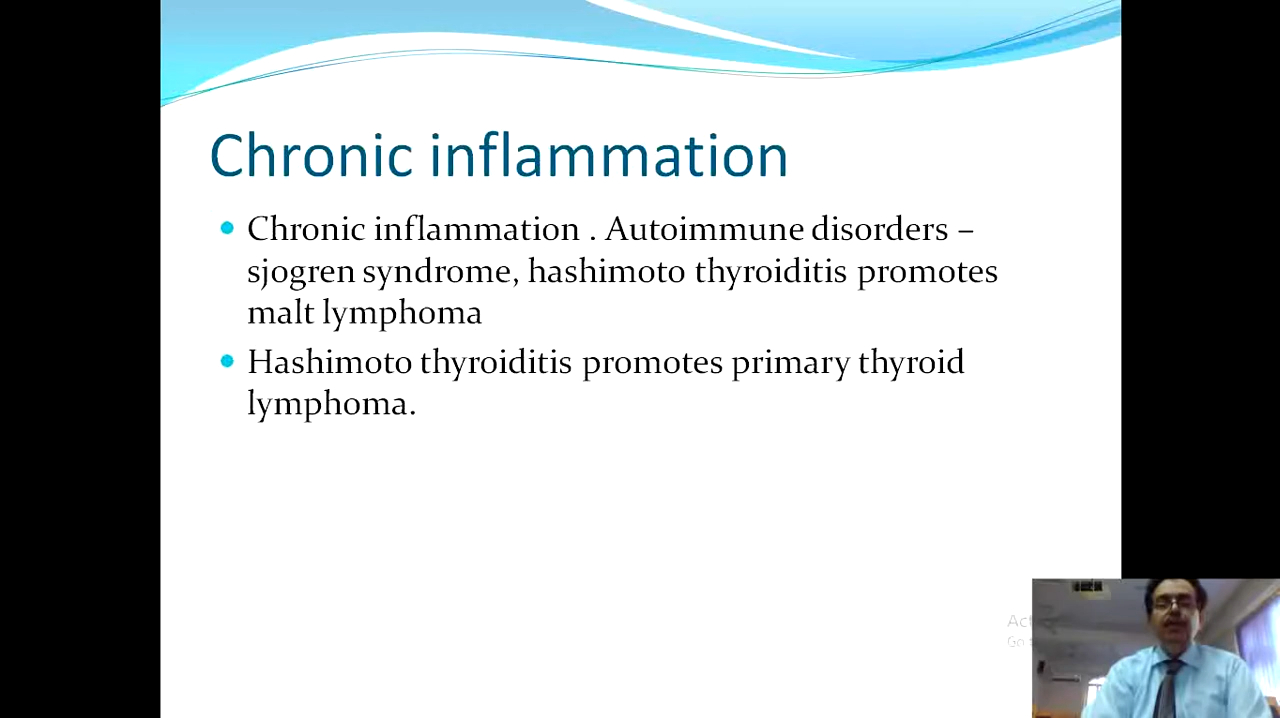 Chronic inflammation
Chronic inflammation . Autoimmune disorders –
sjogren syndrome, hashimoto thyroiditis promotes
malt lymphoma
Hashimoto thyroiditis promotes primary thyroid
lymphoma.